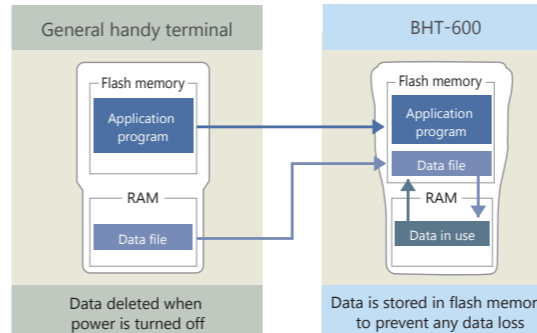 General handy terminal
Flash memory
Application
program
RAM
Data file
Data deleted when
power is turned off
BHT-600
Flash memory
Application
program
Data file
RAM
Data in use
Data is stored in flash memor
to prevent any data loss